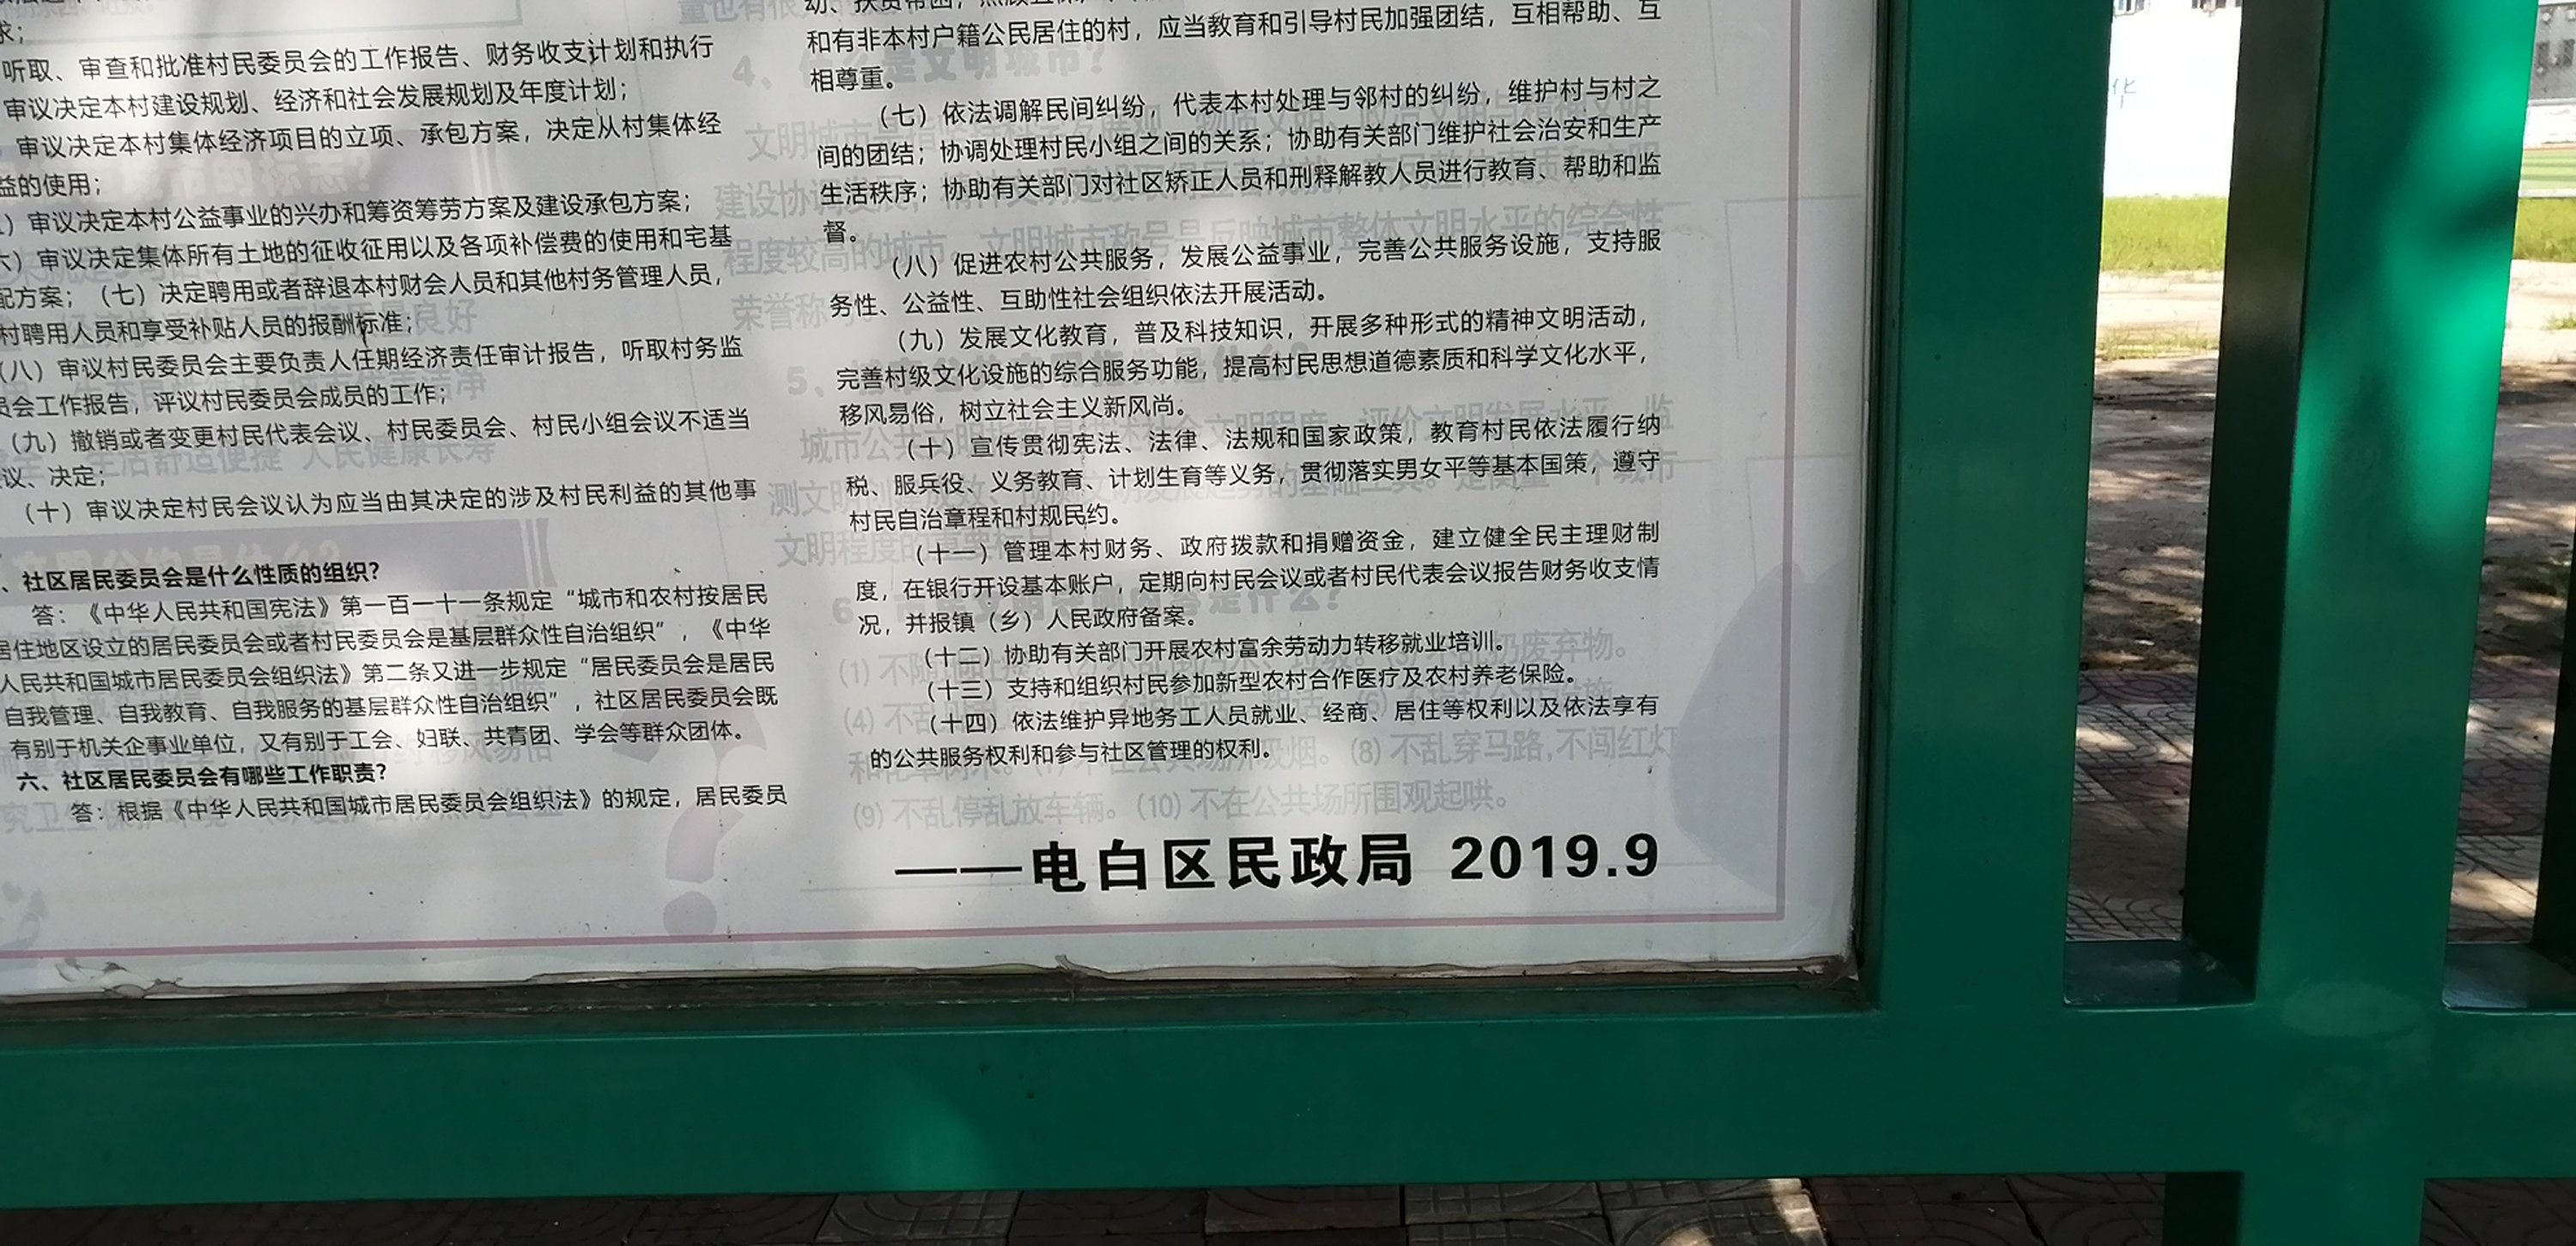 求；
听取、审查和批准村民委员会的工作报告、财务收支计划和执行
审议决定本村建设规划、经济和社会发展规划及年度计划；
审议决定本村集体经济项目的立项、承包方案，决定从村集体经
益的使用；
）审议决定本村公益事业的兴办和筹资筹劳方案及建设承包方案；
六）审议决定集体所有土地的征收征用以及各项补偿费的使用和宅基
配方案；（七）决定聘用或者辞退本村财会人员和其他村务管理人员，
村聘用人员和享受补贴人员的报酬标准；
（八）审议村民委员会主要负责人任期经济责任审计报告，听取村务监
员会工作报告，评议村民委员会成员的工作；
（九）撤销或者变更村民代表会议、村民委员会、村民小组会议不适当
议、决定；
（十）审议决定村民会议认为应当由其决定的涉及村民利益的其他事
、社区居民委员会是什么性质的组织？
答：《中华人民共和国宪法》第一百一十一条规定“城市和农村按居民
居住地区设立的居民委员会或者村民委员会是基层群众性自治组织”，《中华
人民共和国城市居民委员会组织法》第二条又进一步规定“居民委员会是居民
自我管理、自我教育、自我服务的基层群众性自治组织”，社区居民委员会既
有别于机关企事业单位，又有别于工会、妇联、共青团、学会等群众团体。
六、社区居民委员会有哪些工作职责？
答：根据《中华人民共和国城市居民委员会组织法》的规定，居民委员
和有非本村户籍公民居住的村，应当教育和引导村民加强团结，互相帮助、互
相尊重。
（七）依法调解民间纠纷，代表本村处理与邻村的纠纷，维护村与村之
间的团结；协调处理村民小组之间的关系；协助有关部门维护社会治安和生产
生活秩序；协助有关部门对社区矫正人员和刑释解教人员进行教育、帮助和监
督。
（八）促进农村公共服务，发展公益事业，完善公共服务设施，支持服
务性、公益性、互助性社会组织依法开展活动。
（九）发展文化教育，普及科技知识，开展多种形式的精神文明活动，
完善村级文化设施的综合服务功能，提高村民思想道德素质和科学文化水平，
移风易俗，树立社会主义新风尚。
（十）宣传贯彻宪法、法律、法规和国家政策，教育村民依法履行纳
税、服兵役、义务教育、计划生育等义务，贯彻落实男女平等基本国策，遵守
村民自治章程和村规民约。
（十一）管理本村财务、政府拨款和捐赠资金，建立健全民主理财制
度，在银行开设基本账户，定期向村民会议或者村民代表会议报告财务收支情
况，并报镇（乡）人民政府备案。
（十二）协助有关部门开展农村富余劳动力转移就业培训。
（十三）支持和组织村民参加新型农村合作医疗及农村养老保险。
（十四）依法维护异地务工人员就业、经商、居住等权利以及依法享有
的公共服务权利和参与社区管理的权利。
(8) 不乱穿马路,不闯红灯
(9) 不乱停乱放车辆。(10) 不在公共场所围观起哄。
——电白区民政局 2019.9